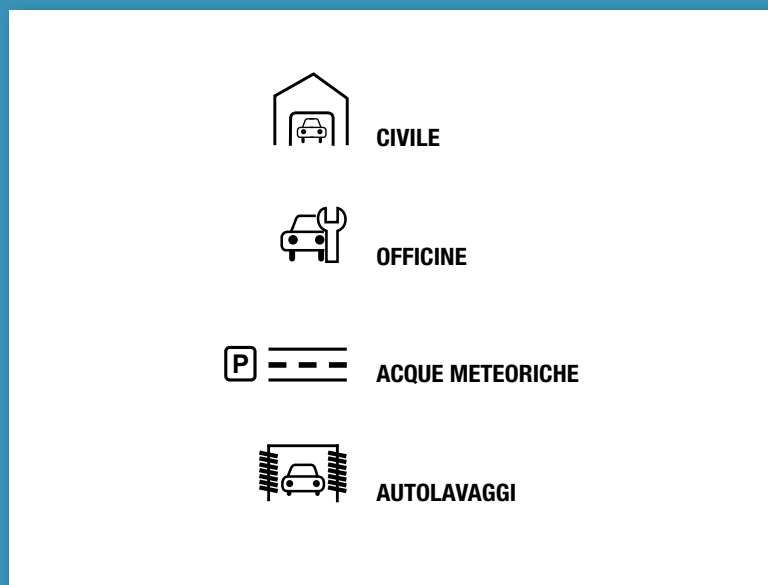 CIVILE
OFFICINE
P
ACQUE METEORICHE
AUTOLAVAGGI